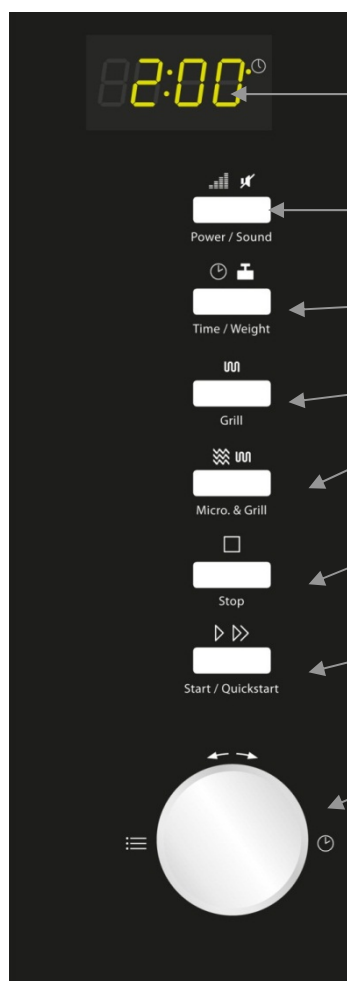 2:00
Power / Sound
Time / Weight
Grill
Micro. & Grill
Stop
Start / Quickstart